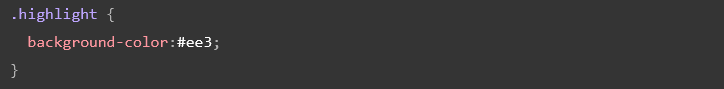 .highlight {
  background-color:#ee3;
}